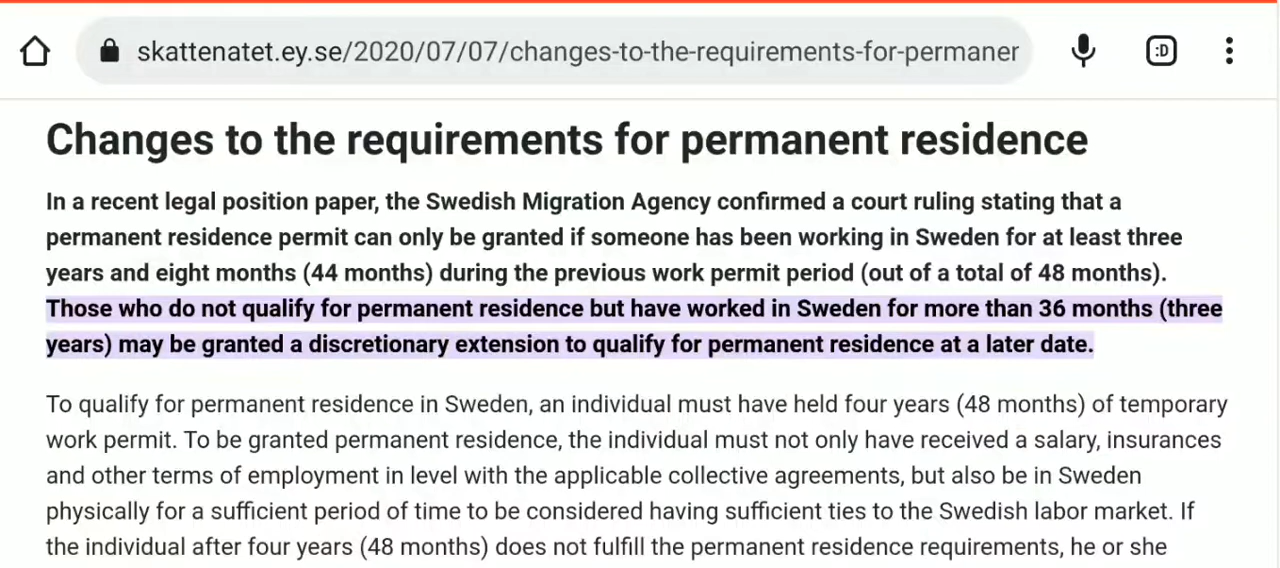 skattenatet.ey.se/2020/07/07/changes-to-the-requirements-for-permaner
:D
Changes to the requirements for permanent residence
In a recent legal position paper, the Swedish Migration Agency confirmed a court ruling stating that a
permanent residence permit can only be granted if someone has been working in Sweden for at least three
years and eight months (44 months) during the previous work permit period (out of a total of 48 months).
Those who do not qualify for permanent residence but have worked in Sweden for more than 36 months (three
years) may be granted a discretionary extension to qualify for permanent residence at a later date.
To qualify for permanent residence in Sweden, an individual must have held four years (48 months) of temporary
work permit. To be granted permanent residence, the individual must not only have received a salary, insurances
and other terms of employment in level with the applicable collective agreements, but also be in Sweden
physically for a sufficient period of time to be considered having sufficient ties to the Swedish labor market. If
the individual after four years (48 months) does not fulfill the permanent residence requirements, he or she